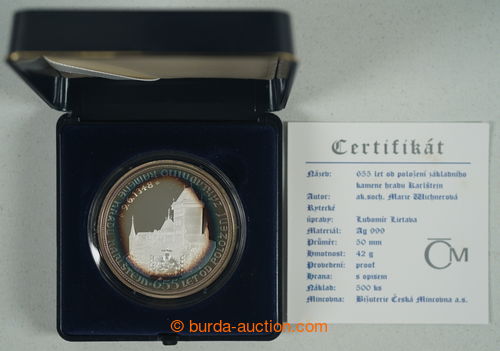 Certifikát
Název: 655 let od položení základního
kamene hradu Karlštejn
Autor: ak.soch. Marie Wichnerová
Rytecké
úpravy: Lubomír Lietava
Materiál: Ag 999
Průměr: 50 mm
Hmotnost: 42 g
Provedení: proof
Hrana: s opisem
Náklad: 500 ks
Mincovna: Bižuterie Česká Mincovna a.s.
ČM
1348
655 LET OD
© burda-auction.com